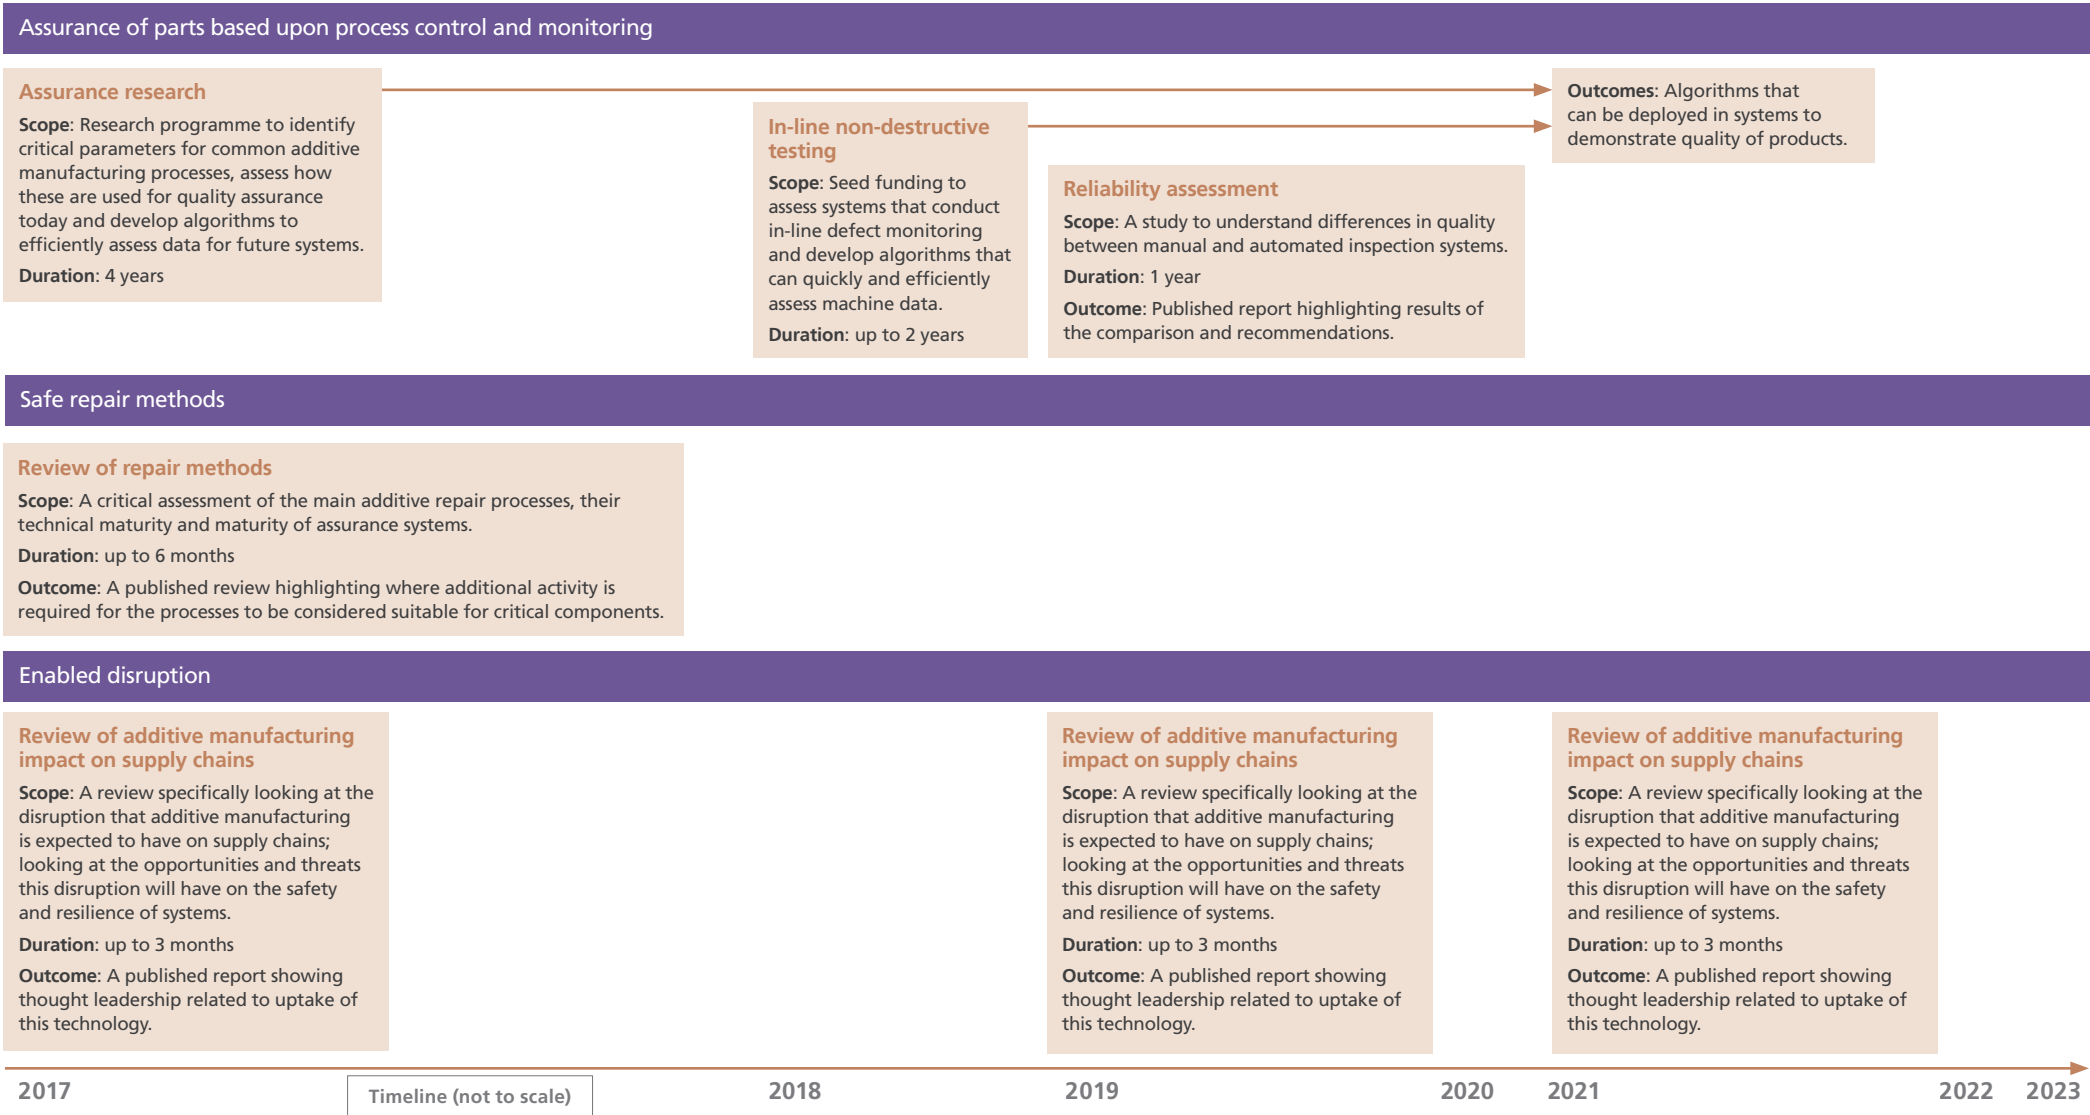 Assurance of parts based upon process control and monitoring
Assurance research
Scope: Research programme to identify
critical parameters for common additive
manufacturing processes, assess how
these are used for quality assurance
today and develop algorithms to
efficiently assess data for future systems.
Duration: 4 years
In-line non-destructive
testing
Scope: Seed funding to
assess systems that conduct
in-line defect monitoring
and develop algorithms that
can quickly and efficiently
assess machine data.
Duration: up to 2 years
Reliability assessment
Scope: A study to understand differences in quality
between manual and automated inspection systems.
Duration: 1 year
Outcome: Published report highlighting results of
the comparison and recommendations.
Outcomes: Algorithms that
can be deployed in systems to
demonstrate quality of products.
Safe repair methods
Review of repair methods
Scope: A critical assessment of the main additive repair processes, their
technical maturity and maturity of assurance systems.
Duration: up to 6 months
Outcome: A published review highlighting where additional activity is
required for the processes to be considered suitable for critical components.
Enabled disruption
Review of additive manufacturing
impact on supply chains
Scope: A review specifically looking at the
disruption that additive manufacturing
is expected to have on supply chains;
looking at the opportunities and threats
this disruption will have on the safety
and resilience of systems.
Duration: up to 3 months
Outcome: A published report showing
thought leadership related to uptake of
this technology.
Review of additive manufacturing
impact on supply chains
Scope: A review specifically looking at the
disruption that additive manufacturing
is expected to have on supply chains;
looking at the opportunities and threats
this disruption will have on the safety
and resilience of systems.
Duration: up to 3 months
Outcome: A published report showing
thought leadership related to uptake of
this technology.
Review of additive manufacturing
impact on supply chains
Scope: A review specifically looking at the
disruption that additive manufacturing
is expected to have on supply chains;
looking at the opportunities and threats
this disruption will have on the safety
and resilience of systems.
Duration: up to 3 months
Outcome: A published report showing
thought leadership related to uptake of
this technology.
2017
Timeline (not to scale)
2018
2019
2020
2021
2022
2023